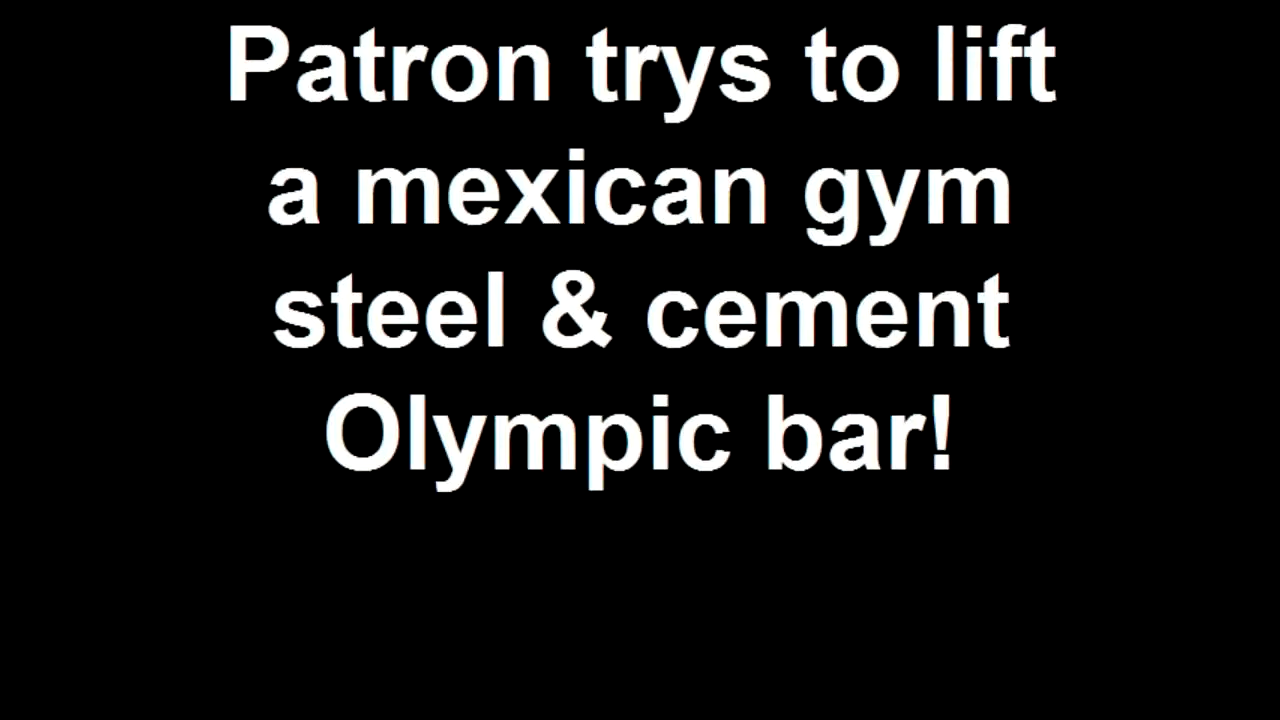 Patron trys to lift
a mexican gym
steel & cement
Olympic bar!